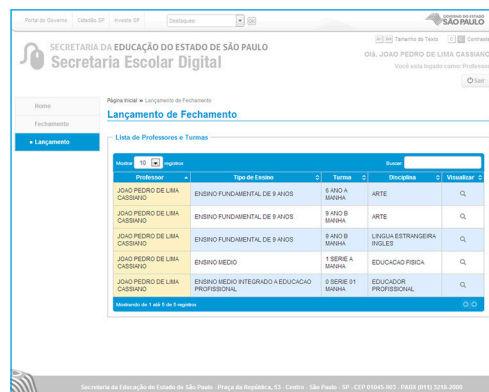 Portal do Governo Cidadão.SP Investe SP Destaques:
GOVERNO DO ESTADO
SÃO PAULO
Tamanho do Texto Contraste
SECRETARIA DA EDUCAÇÃO DO ESTADO DE SÃO PAULO
Secretaria Escolar Digital
Olá, JOAO PEDRO DE LIMA CASSIANO
Você esta logado como: Professor
Sair
Home
Fechamento
Lançamento
Página Inicial » Lancamento de Fechamento
Lançamento de Fechamento
Lista de Professores e Turmas
Mostrar 10 registros Buscar:
Professor Tipo de Ensino Turma Disciplina Visualizar
JOAO PEDRO DE LIMA CASSIANO ENSINO FUNDAMENTAL DE 9 ANOS 6 ANO A MANHA ARTE
JOAO PEDRO DE LIMA CASSIANO ENSINO FUNDAMENTAL DE 9 ANOS 9 ANO B MANHA ARTE
JOAO PEDRO DE LIMA CASSIANO ENSINO FUNDAMENTAL DE 9 ANOS 9 ANO B MANHA LINGUA ESTRANGEIRA INGLES
JOAO PEDRO DE LIMA CASSIANO ENSINO MEDIO 1 SERIE A MANHA EDUCACAO FISICA
JOAO PEDRO DE LIMA CASSIANO ENSINO MEDIO INTEGRADO A EDUCACAO PROFISSIONAL 0 SERIE 01 MANHA EDUCADOR PROFISSIONAL
Mostrando de 1 até 5 de 5 registros
Secretaria da Educação do Estado de São Paulo - Praça da República, 53 - Centro - São Paulo - SP - CEP 01045-903 - PABX (011) 3218-2000